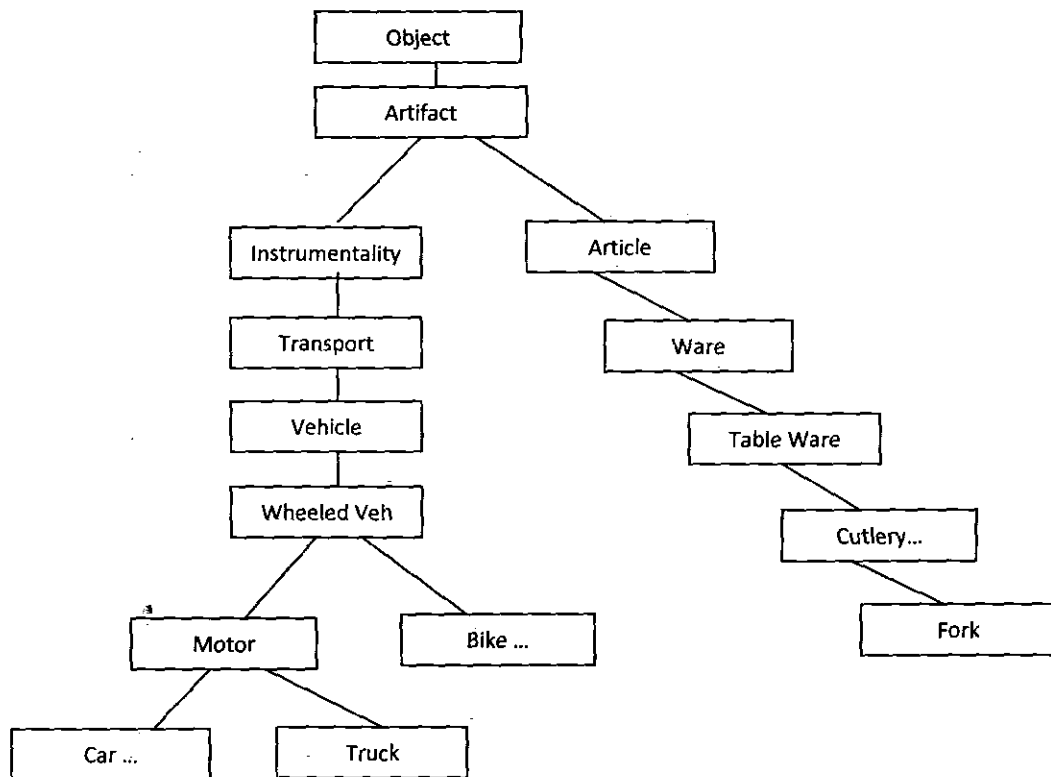 Object
Artifact
Instrumentality
Article
Transport
Ware
Vehicle
Table Ware
Wheeled Veh
Cutlery...
Motor
Bike ...
Fork
Car ...
Truck